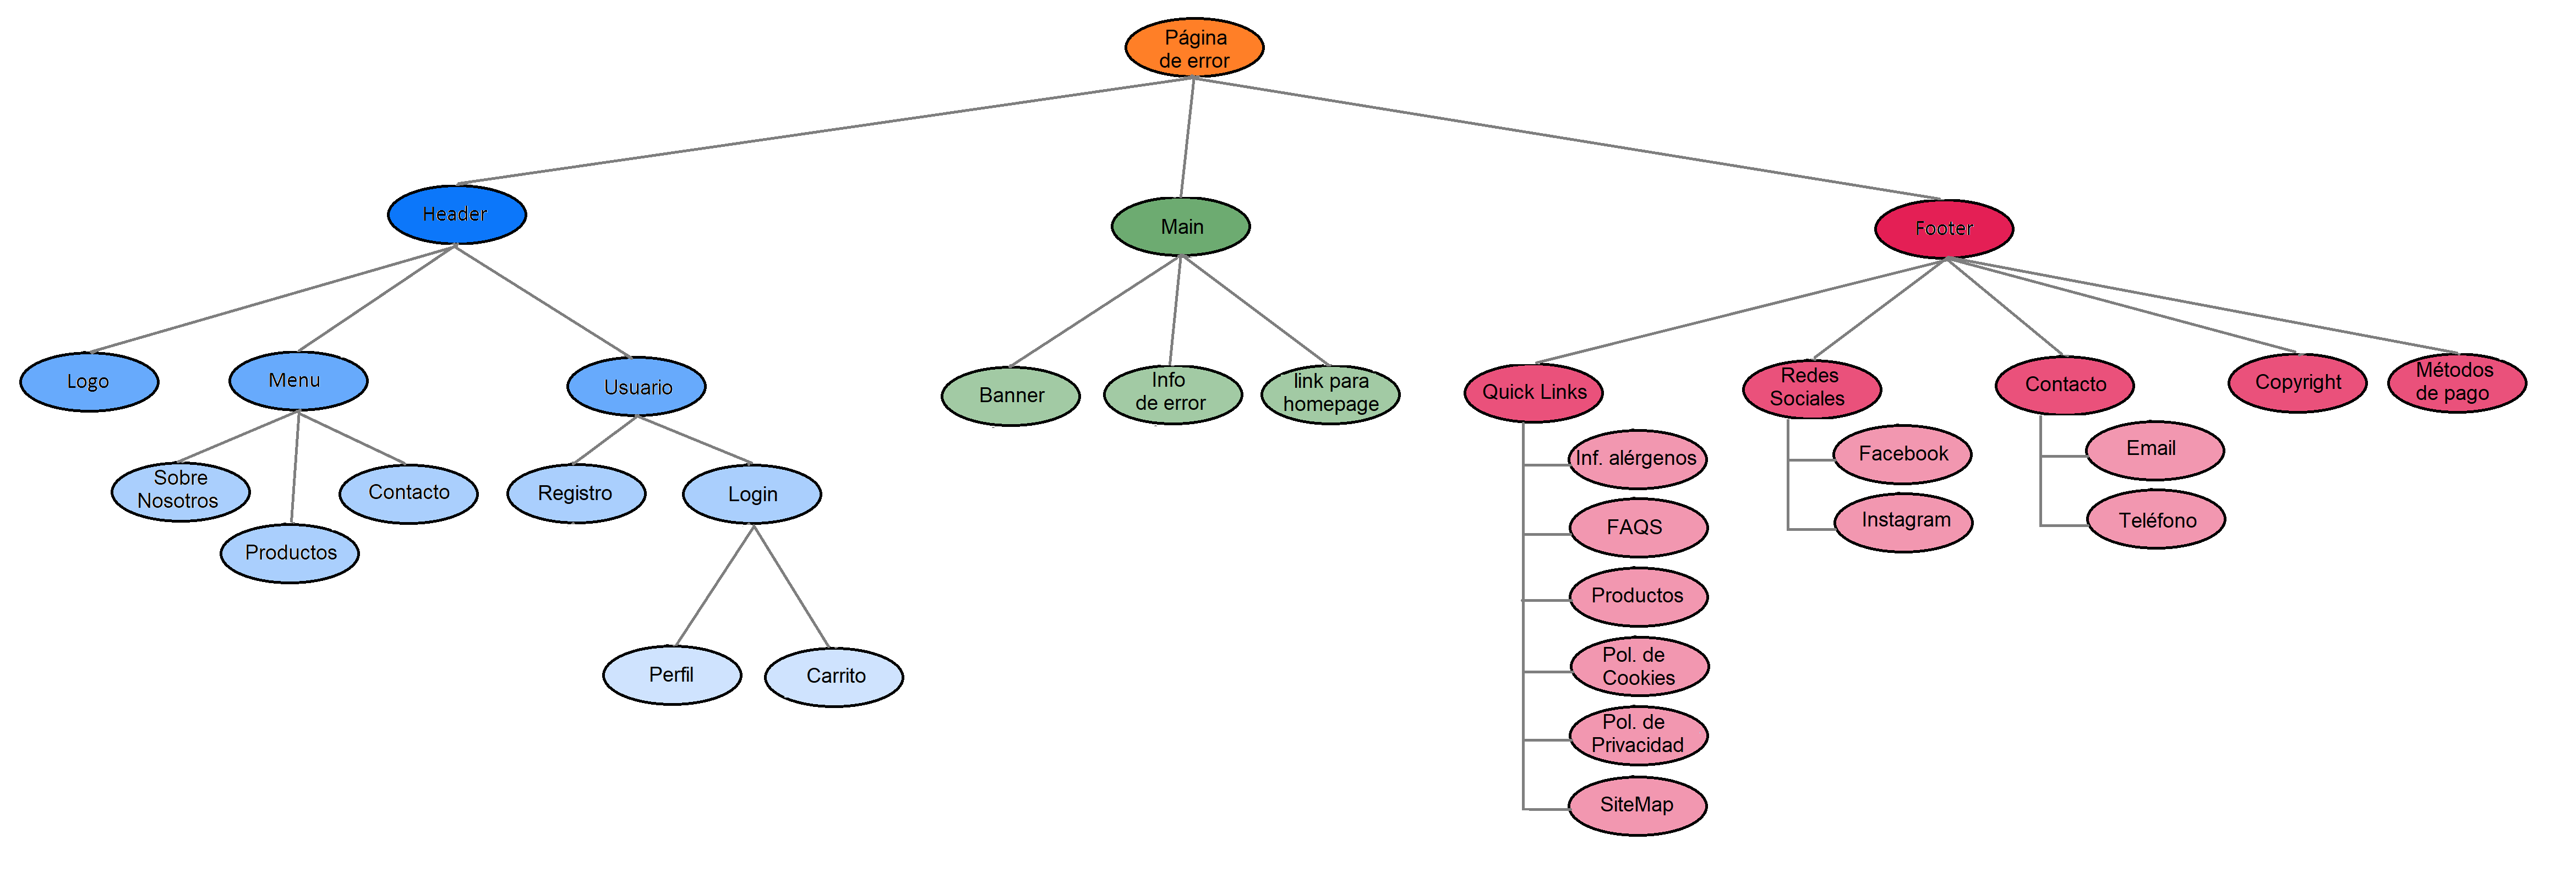 Página
de error
Header
Main
Footer
Logo
Menu
Usuario
Banner
Info
de error
link para
homepage
Quick Links
Redes
Sociales
Contacto
Copyright
Métodos
de pago
Sobre
Nosotros
Productos
Contacto
Registro
Login
Perfil
Carrito
Inf. alérgenos
FAQS
Productos
Pol. de
Cookies
Pol. de
Privacidad
SiteMap
Facebook
Instagram
Email
Teléfono